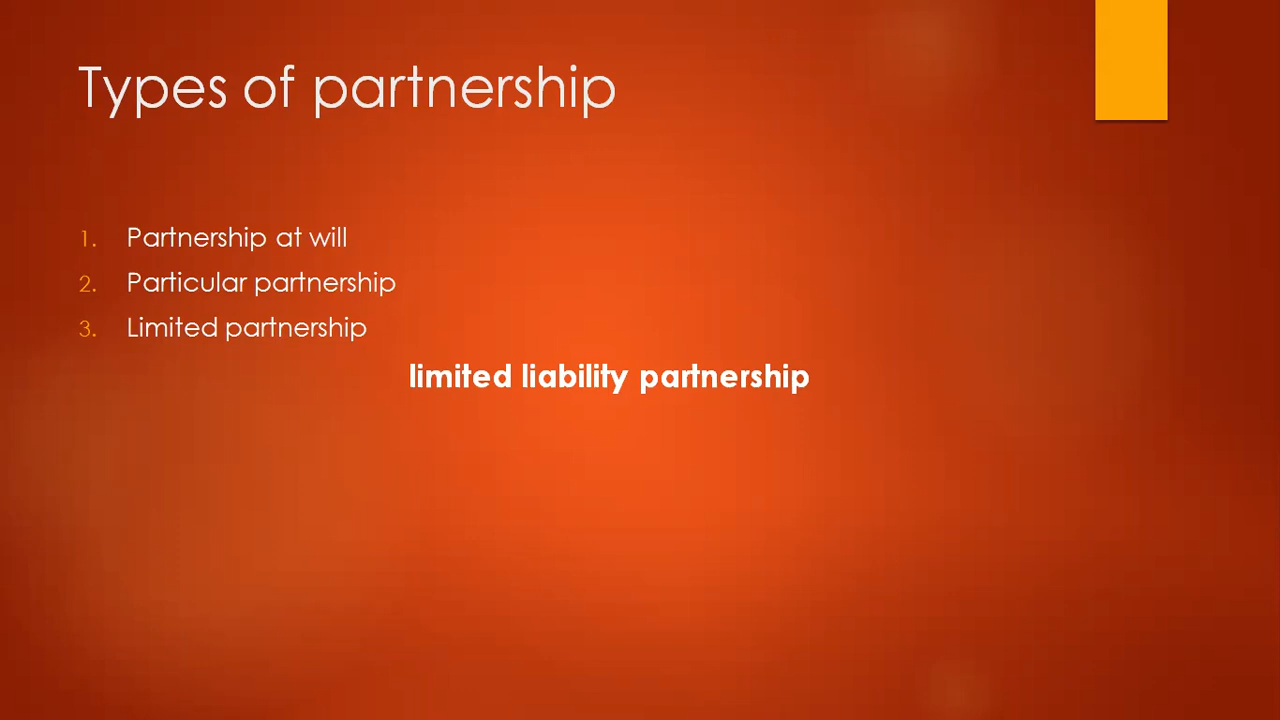 Types of partnership
1. Partnership at will
2. Particular partnership
3. Limited partnership
limited liability partnership